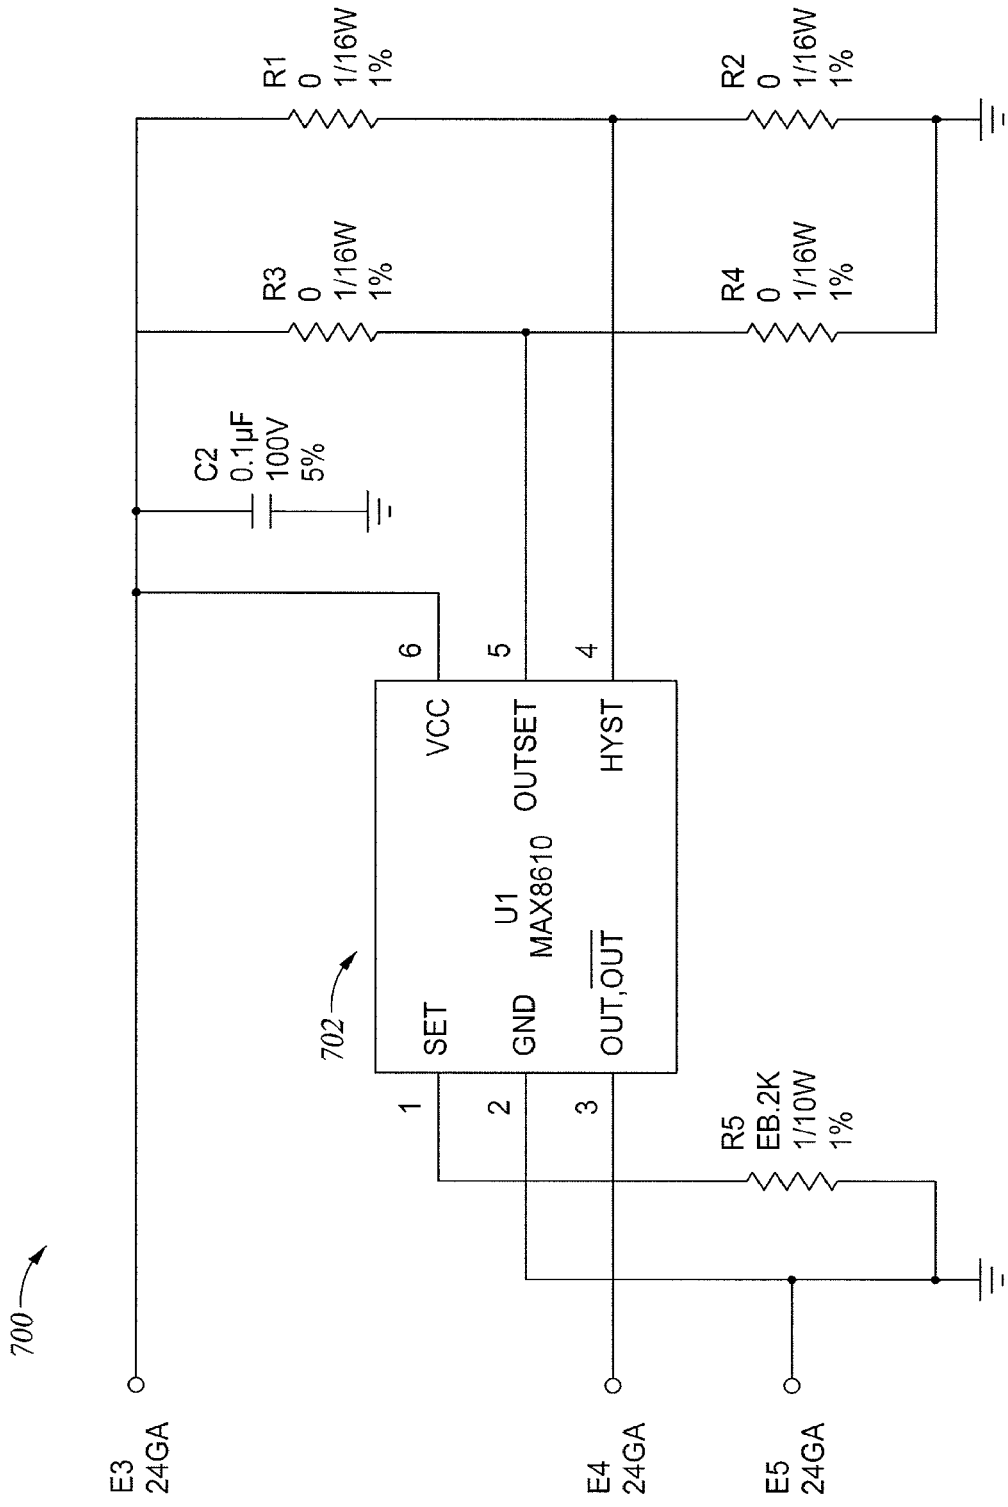 700
E3
24GA
C2
0.1µF
100V
5%
R3
0
1/16W
1%
R1
0
1/16W
1%
702
1
SET
VCC
6
2
GND
U1
MAX8610
OUTSET
5
3
OUT,O̅U̅T̅
HYST
4
E4
24GA
R5
EB.2K
1/10W
1%
R4
0
1/16W
1%
R2
0
1/16W
1%
E5
24GA